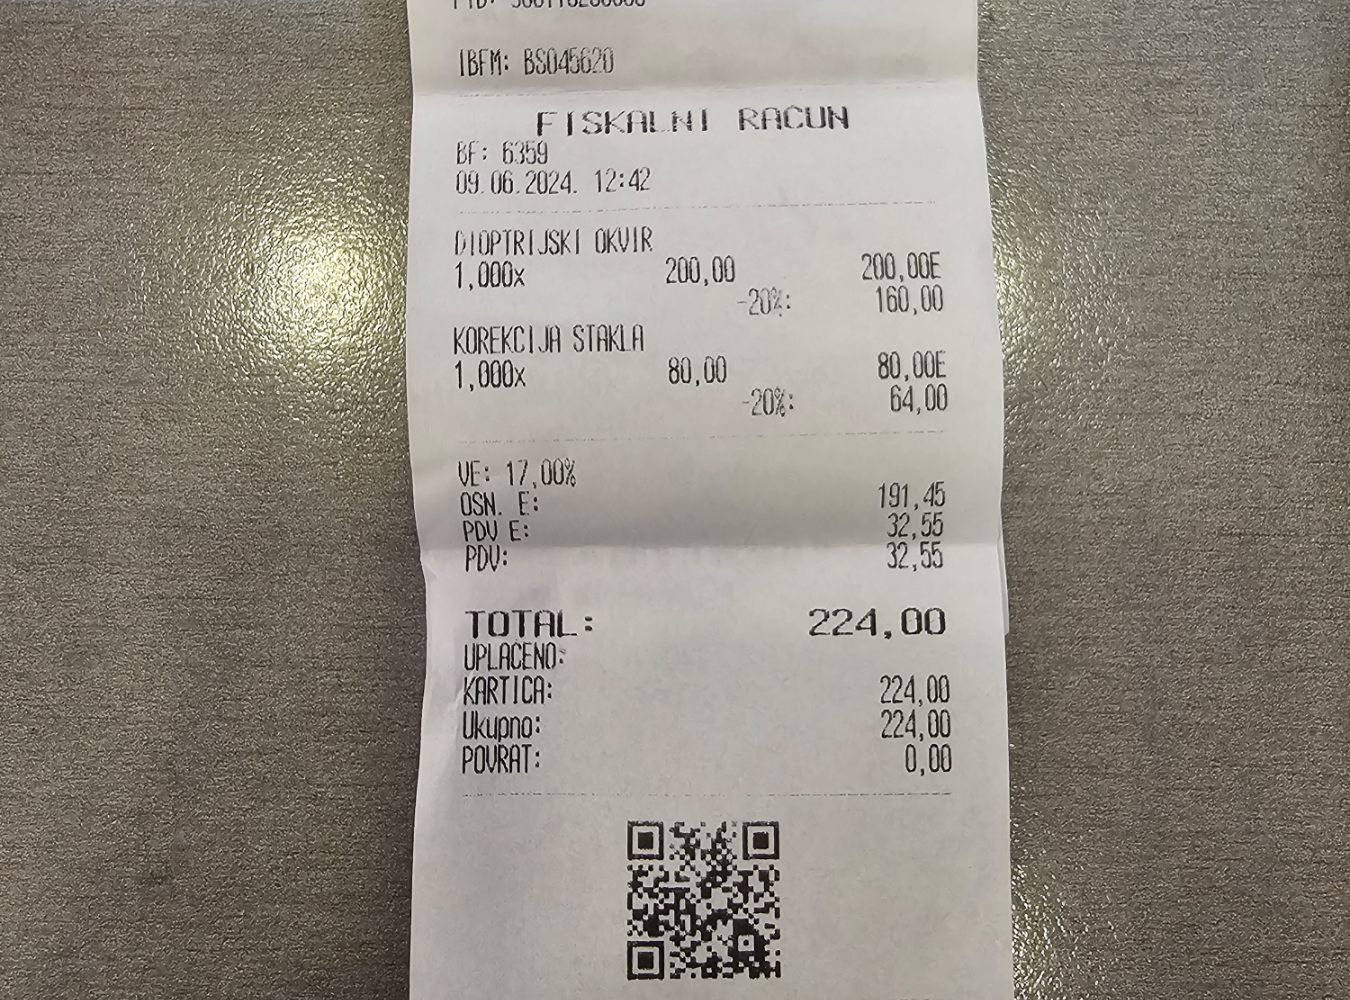 IBFM: BS045620
FISKALNI RACUN
BF: 6359
09.06.2024. 12:42
DIOPTRIJSKI OKVIR
1,000x 200,00 200,00E
-20%: 160,00
KOREKCIJA STAKLA
1,000x 80,00 80,00E
-20%: 64,00
VE: 17,00%
OSN. E: 191,45
PDV E: 32,55
PDV: 32,55
TOTAL: 224,00
UPLACENO:
KARTICA: 224,00
Ukupno: 224,00
POVRAT: 0,00